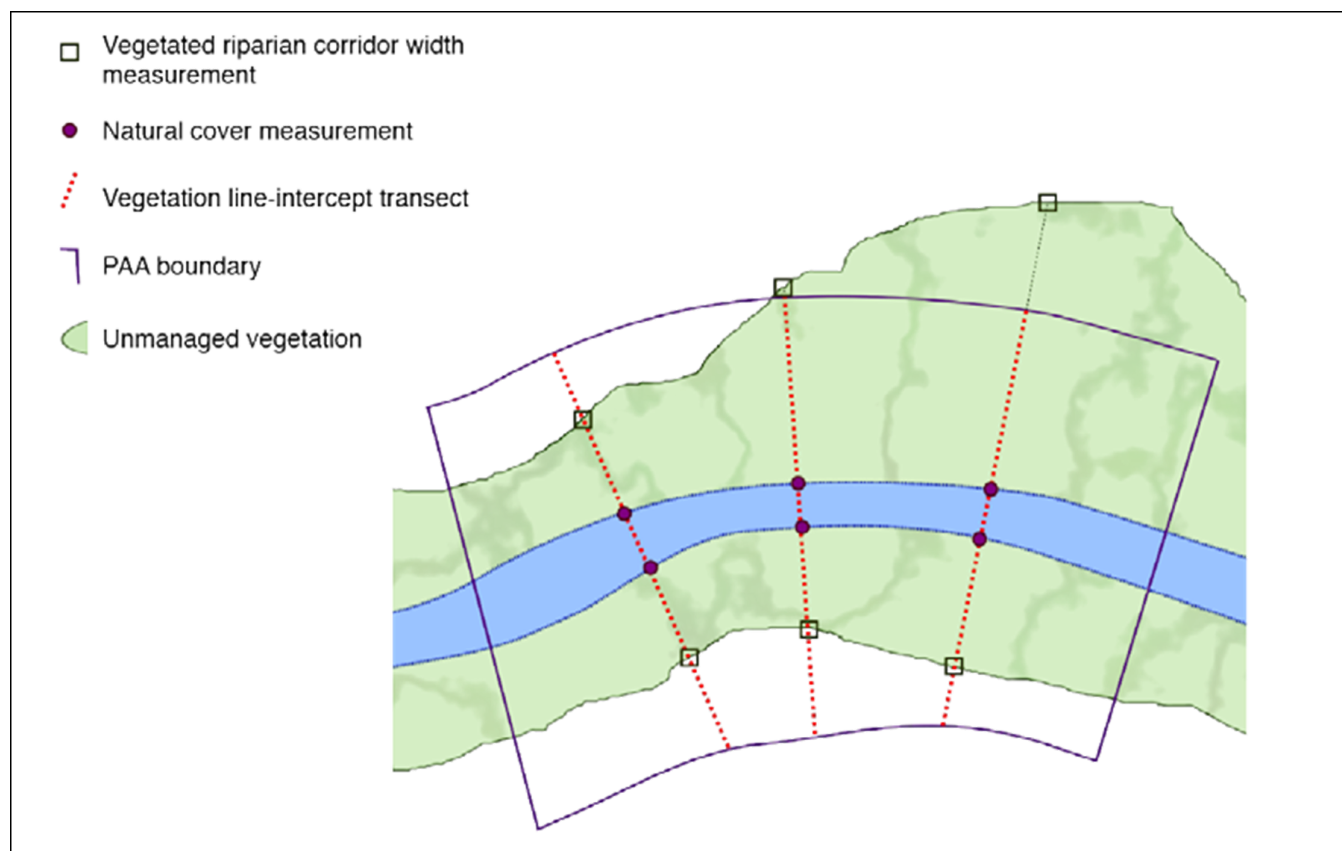 Vegetated riparian corridor width
measurement
Natural cover measurement
Vegetation line-intercept transect
PAA boundary
Unmanaged vegetation